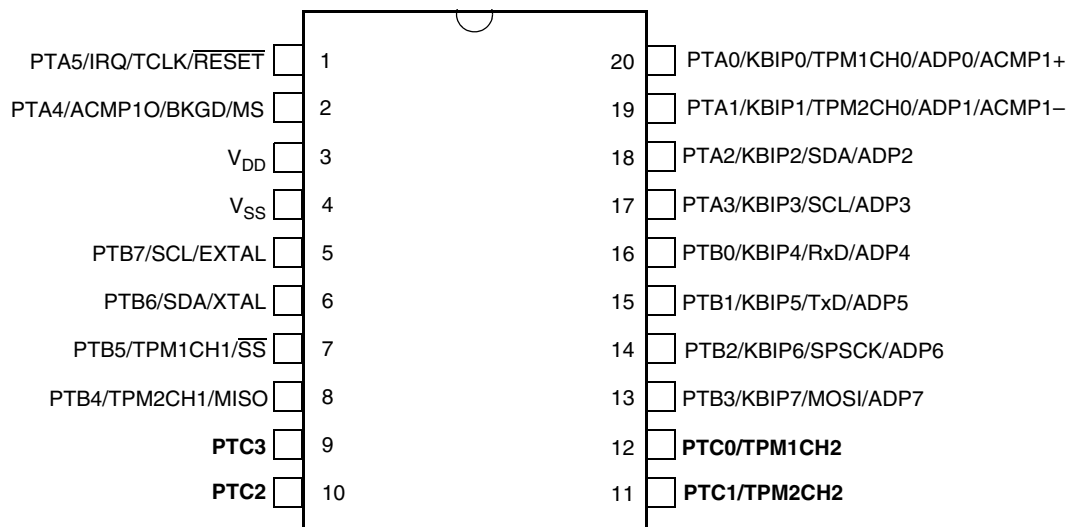 PTA5/IRQ/TCLK/RESET 1
PTA4/ACMP1O/BKGD/MS 2
VDD 3
VSS 4
PTB7/SCL/EXTAL 5
PTB6/SDA/XTAL 6
PTB5/TPM1CH1/SS 7
PTB4/TPM2CH1/MISO 8
PTC3 9
PTC2 10
20 PTA0/KBIP0/TPM1CH0/ADP0/ACMP1+
19 PTA1/KBIP1/TPM2CH0/ADP1/ACMP1–
18 PTA2/KBIP2/SDA/ADP2
17 PTA3/KBIP3/SCL/ADP3
16 PTB0/KBIP4/RxD/ADP4
15 PTB1/KBIP5/TxD/ADP5
14 PTB2/KBIP6/SPSCK/ADP6
13 PTB3/KBIP7/MOSI/ADP7
12 PTC0/TPM1CH2
11 PTC1/TPM2CH2